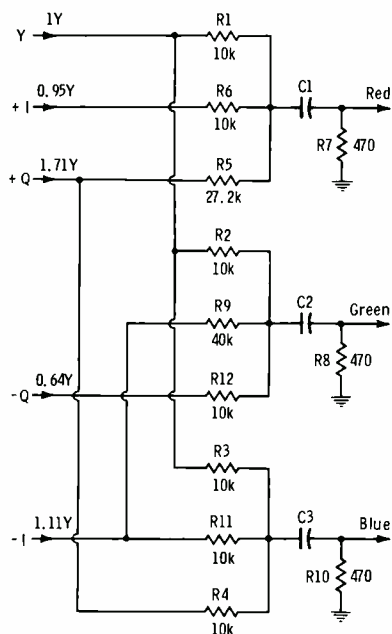 Y 1Y R1
10k
+I 0.95Y R6
10k
C1 Red
R7 470
+Q 1.71Y R5
27.2k
R2
10k
R9
40k
C2 Green
R8 470
-Q 0.64Y R12
10k
R3
10k
-I 1.11Y R11
10k
C3 Blue
R10 470
R4
10k